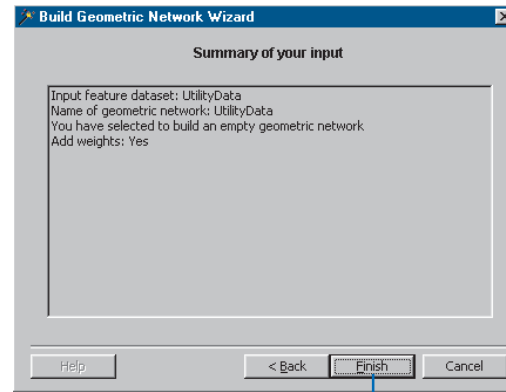 Build Geometric Network Wizard
Summary of your input
Input feature dataset: UtilityData
Name of geometric network: UtilityData
You have selected to build an empty geometric network
Add weights: Yes
Help
< Back
Finish
Cancel